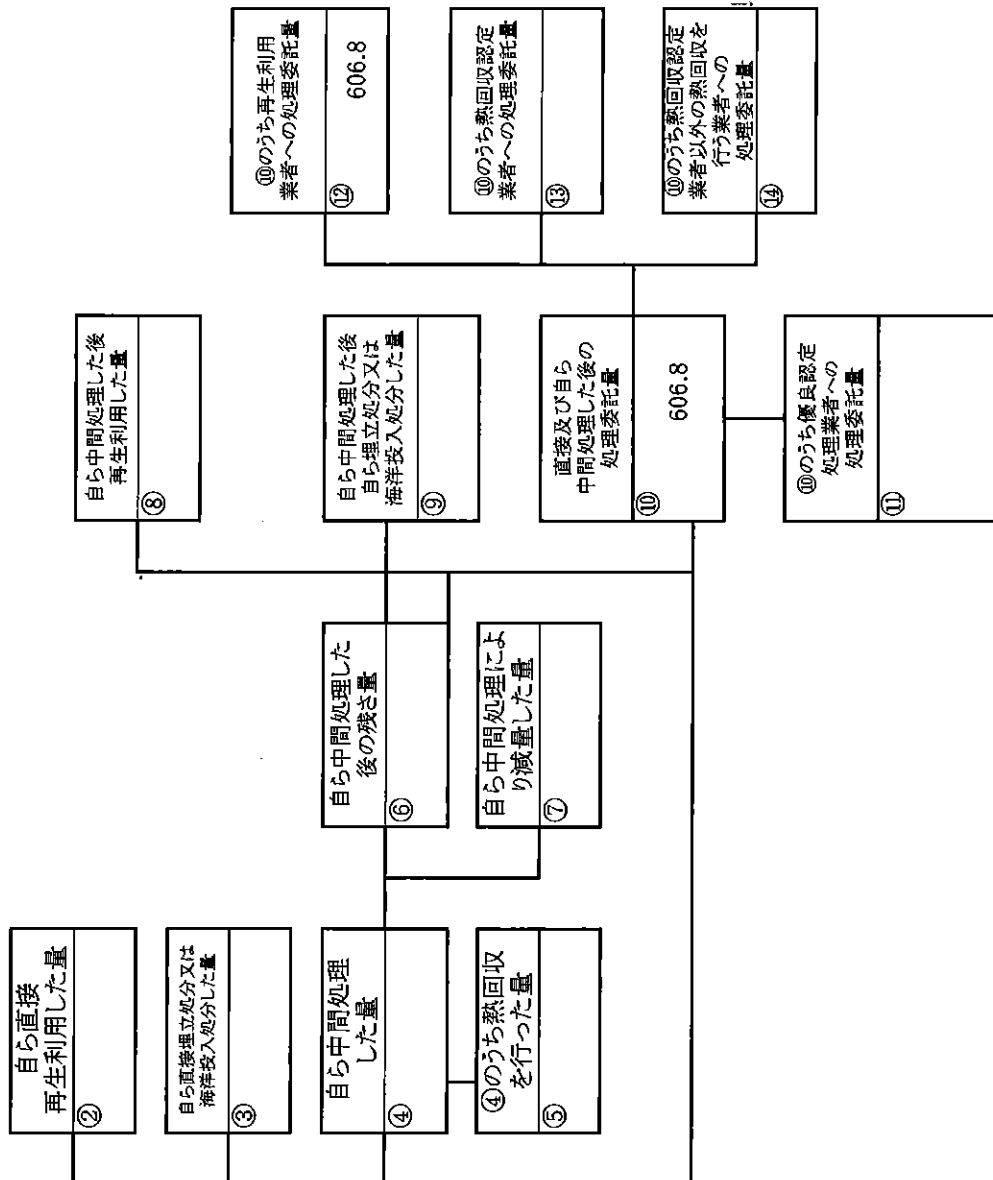 自ら直接
再生利用した量
②
自ら直接埋立処分又は
海洋投入処分した量
③
自ら中間処理
した量
④
④のうち熱回収
を行った量
⑤
自ら中間処理した
後の残さ量
⑥
自ら中間処理によ
り減量した量
⑦
自ら中間処理した後
再生利用した量
⑧
自ら中間処理した後
自ら埋立処分又は
海洋投入処分した量
⑨
直接及び自ら
中間処理した後の
処理委託量
⑩
606.8
⑩のうち優良認定
処理業者への
処理委託量
⑪
⑩のうち再生利用
業者への処理委託量
⑫
606.8
⑩のうち熱回収認定
業者への処理委託量
⑬
⑩のうち熱回収認定
業者以外の熱回収を
行う業者への
処理委託量
⑭